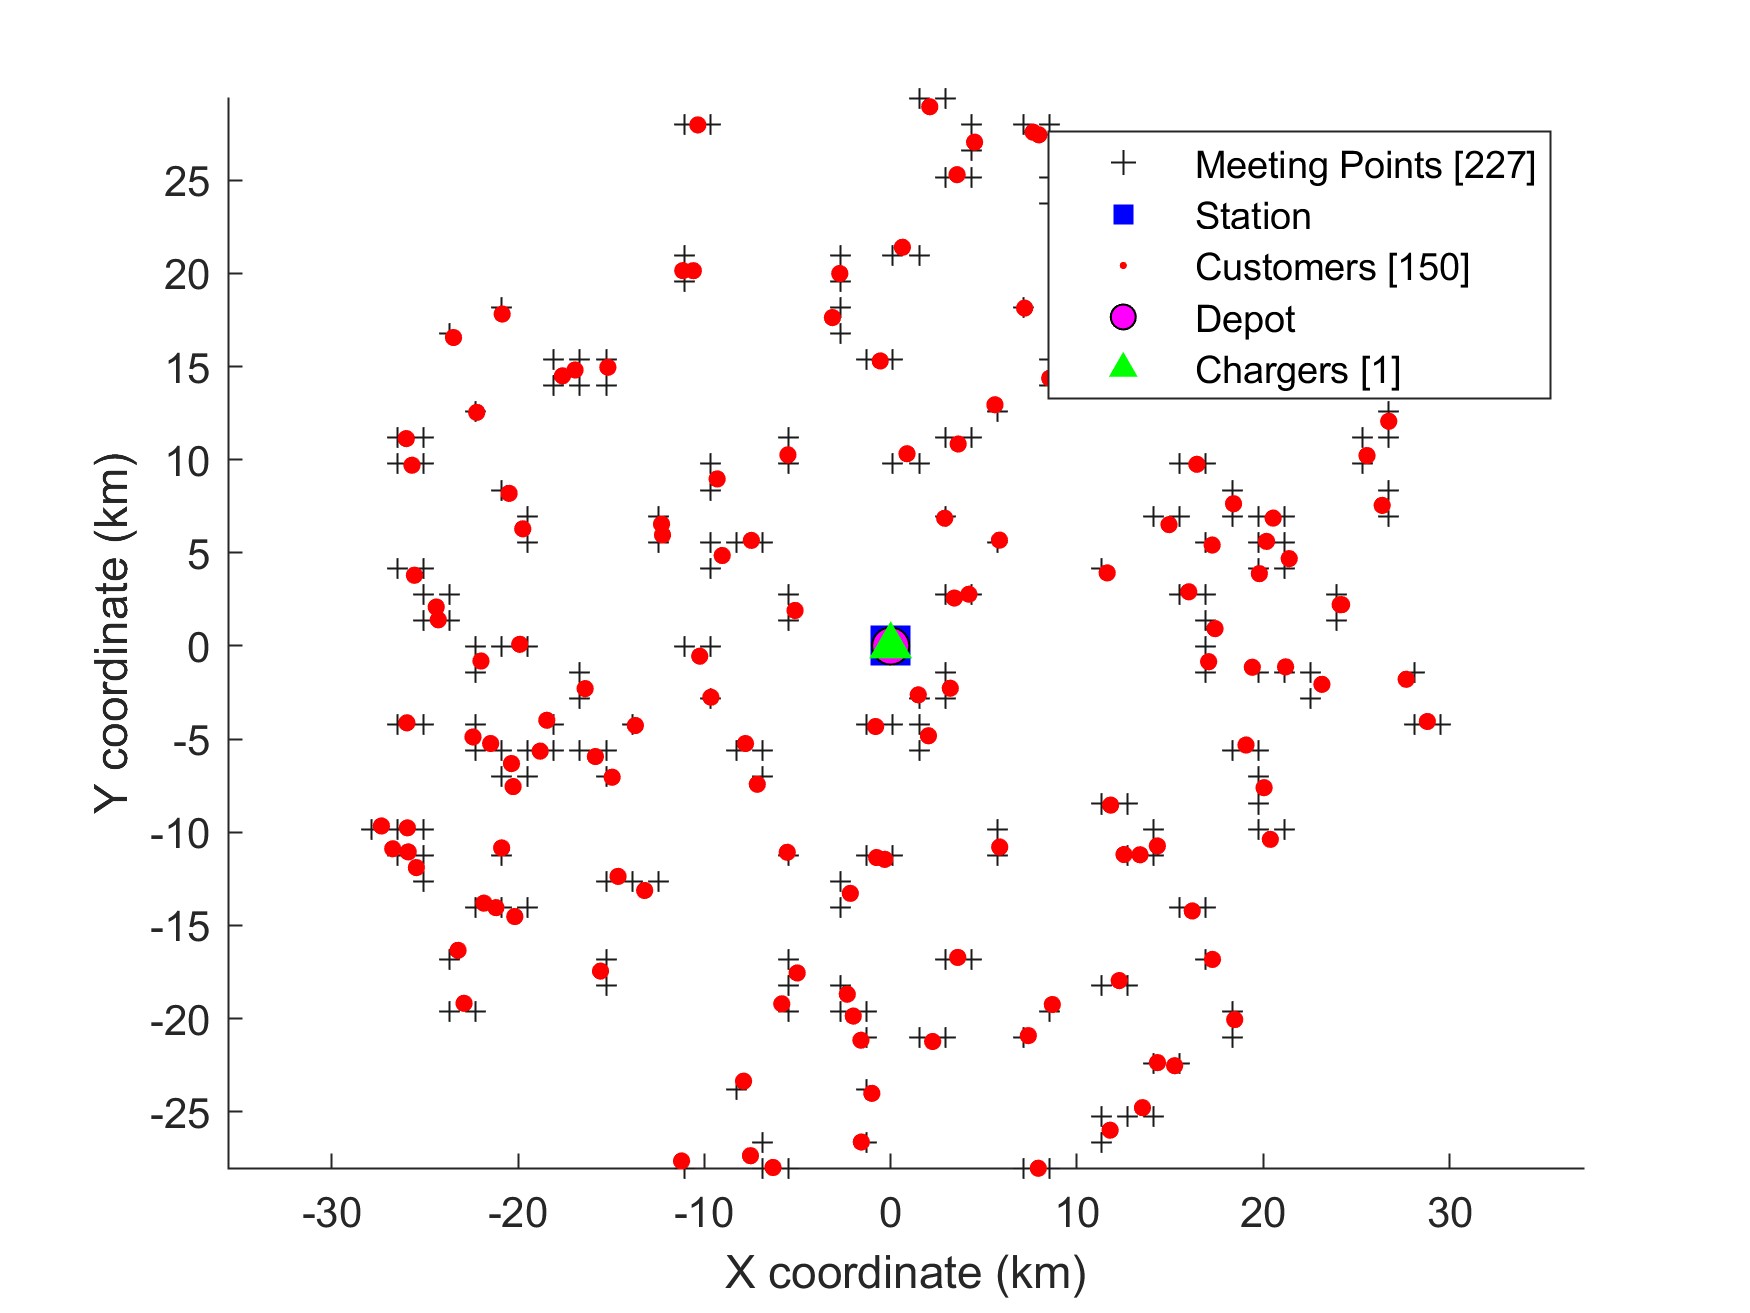 25
20
15
10
5
0
-5
-10
-15
-20
-25
Y coordinate (km)
Meeting Points [227]
Station
Customers [150]
Depot
Chargers [1]
-30 -20 -10 0 10 20 30
X coordinate (km)